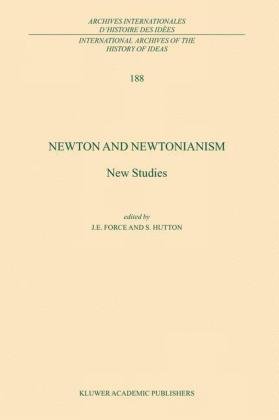 ARCHIVES INTERNATIONALES
D'HISTOIRE DES IDÉES
INTERNATIONAL ARCHIVES OF THE
HISTORY OF IDEAS
188
NEWTON AND NEWTONIANISM
New Studies
edited by
J.E. FORCE AND S. HUTTON
KLUWER ACADEMIC PUBLISHERS